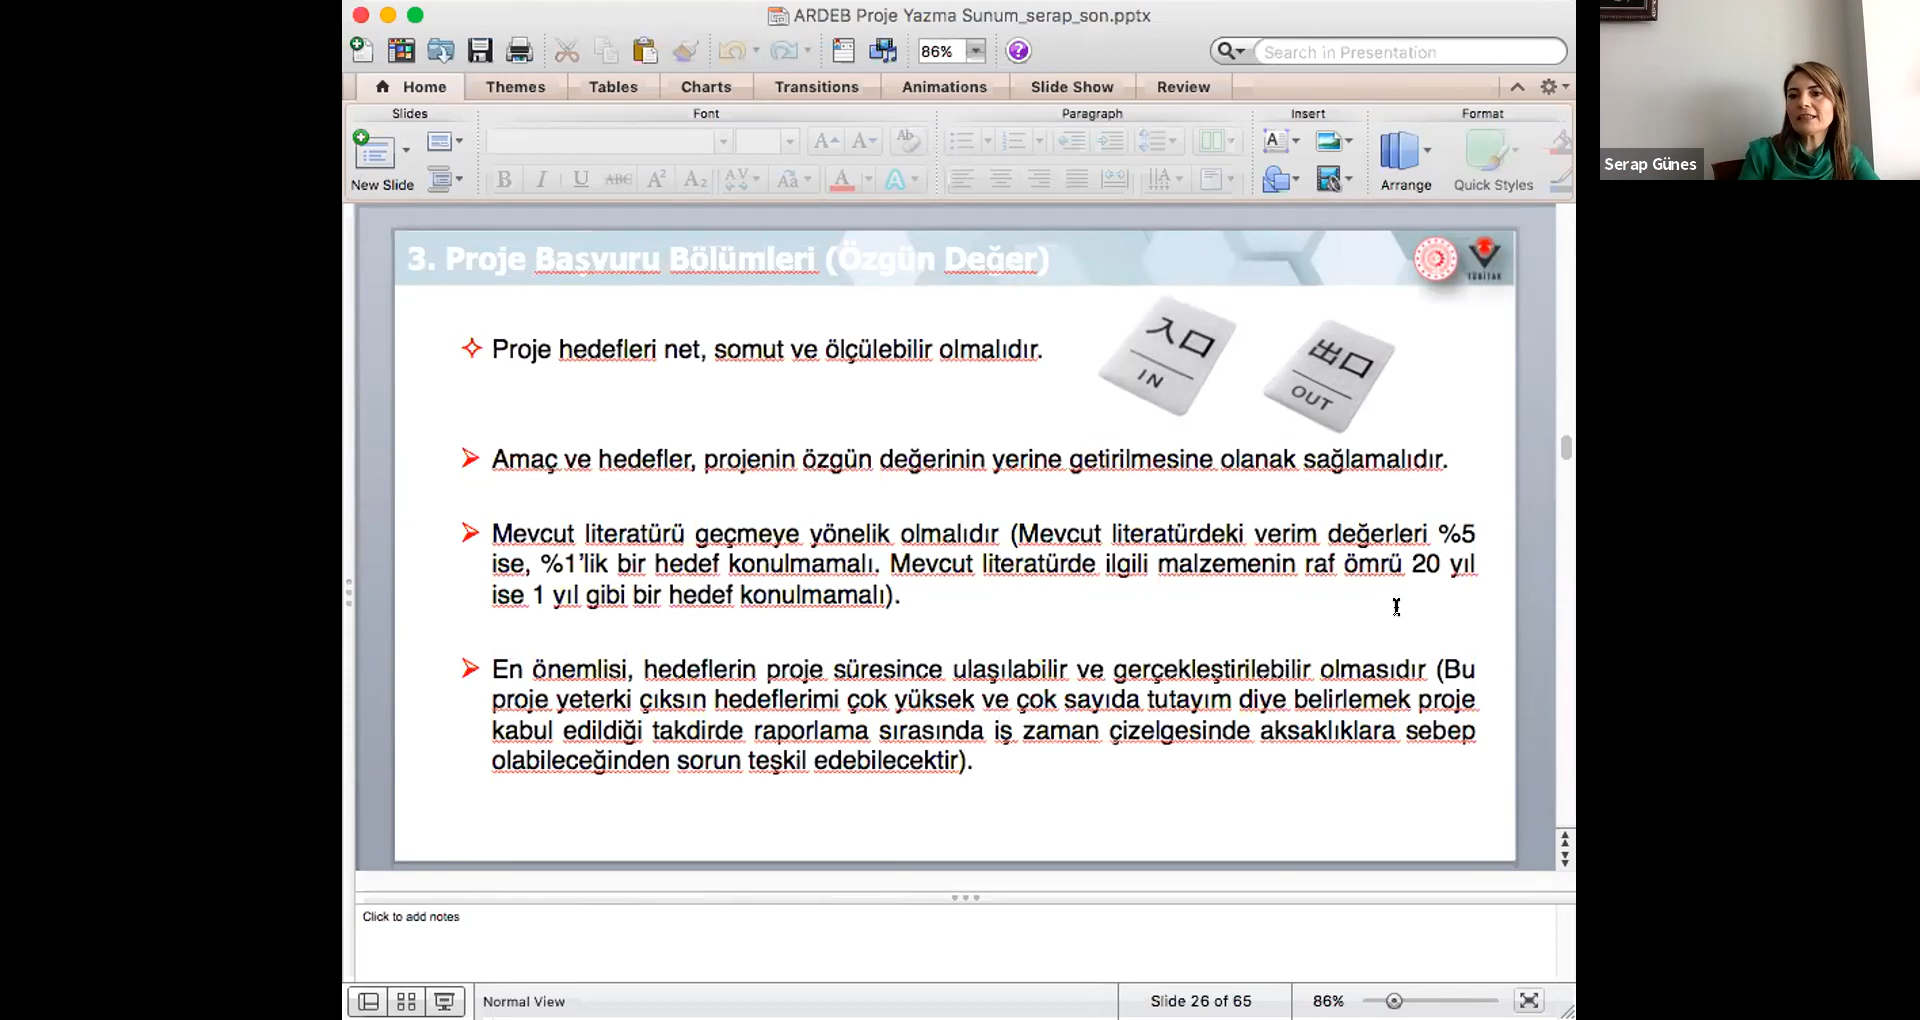 ARDEB Proje Yazma Sunum_serap_son.pptx
86%
Search in Presentation
Home Themes Tables Charts Transitions Animations Slide Show Review
Slides Font Paragraph Insert Format
New Slide
Arrange
Quick Styles
Serap Günes
3. Proje Başvuru Bölümleri (Özgün Değer)
TÜBİTAK
入口
IN
出口
OUT
Proje hedefleri net, somut ve ölçülebilir olmalıdır.
Amaç ve hedefler, projenin özgün değerinin yerine getirilmesine olanak sağlamalıdır.
Mevcut literatürü geçmeye yönelik olmalıdır (Mevcut literatürdeki verim değerleri %5
ise, %1'lik bir hedef konulmamalı. Mevcut literatürde ilgili malzemenin raf ömrü 20 yıl
ise 1 yıl gibi bir hedef konulmamalı).
En önemlisi, hedeflerin proje süresince ulaşılabilir ve gerçekleştirilebilir olmasıdır (Bu
proje yeterki çıksın hedeflerimi çok yüksek ve çok sayıda tutayım diye belirlemek proje
kabul edildiği takdirde raporlama sırasında iş zaman çizelgesinde aksaklıklara sebep
olabileceğinden sorun teşkil edebilecektir).
Click to add notes
Normal View
Slide 26 of 65
86%